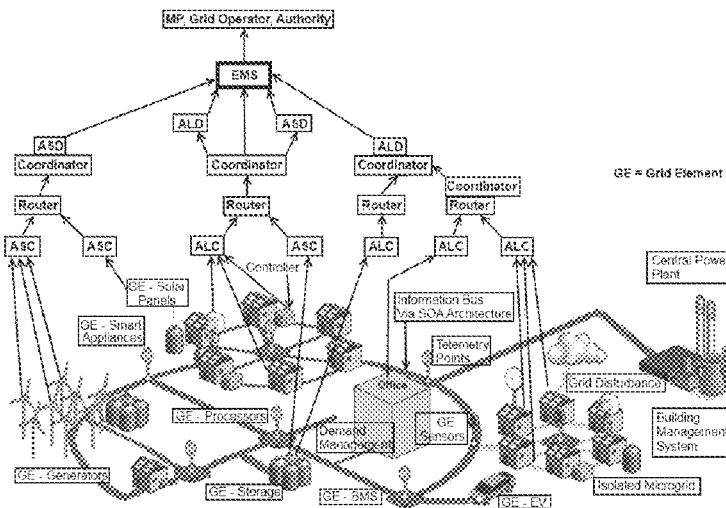 MP, Grid Operator, Authority
EMS
ALD
ASD
ASD
Coordinator
Coordinator
ALD
Coordinator
Coordinator
GE = Grid Element
Router
Router
Router
Router
ASC
ASC
ALC
ASC
ALC
ALC
ALC
Controller
Central Power
Plant
GE - Solar
Panels
Information Bus
Via SOA Architecture
GE - Smart
Appliances
Telemetry
Points
Office
Grid Disturbance
GE - Processors
Demand
Management
GE
Sensors
Building
Management
System
GE - Generators
GE - Storage
GE - BMS
GE - EV
Isolated Microgrid